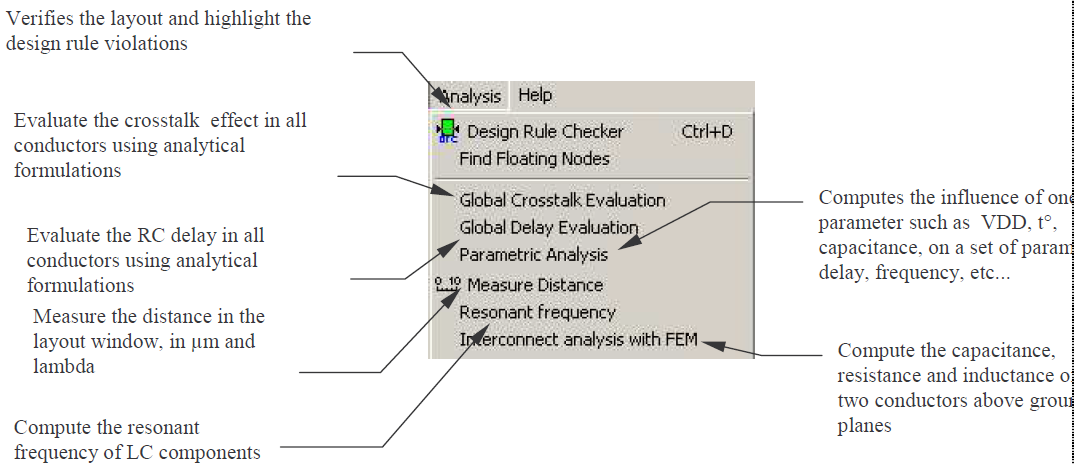 Verifies the layout and highlight the
design rule violations
Evaluate the crosstalk effect in all
conductors using analytical
formulations
Evaluate the RC delay in all
conductors using analytical
formulations
Measure the distance in the
layout window, in µm and
lambda
Compute the resonant
frequency of LC components
Analysis Help
drc Design Rule Checker Ctrl+D
Find Floating Nodes
Global Crosstalk Evaluation
Global Delay Evaluation
Parametric Analysis
0 10 Measure Distance
Resonant frequency
Interconnect analysis with FEM
Computes the influence of one
parameter such as VDD, t°,
capacitance, on a set of param
delay, frequency, etc...
Compute the capacitance,
resistance and inductance o
two conductors above grou
planes